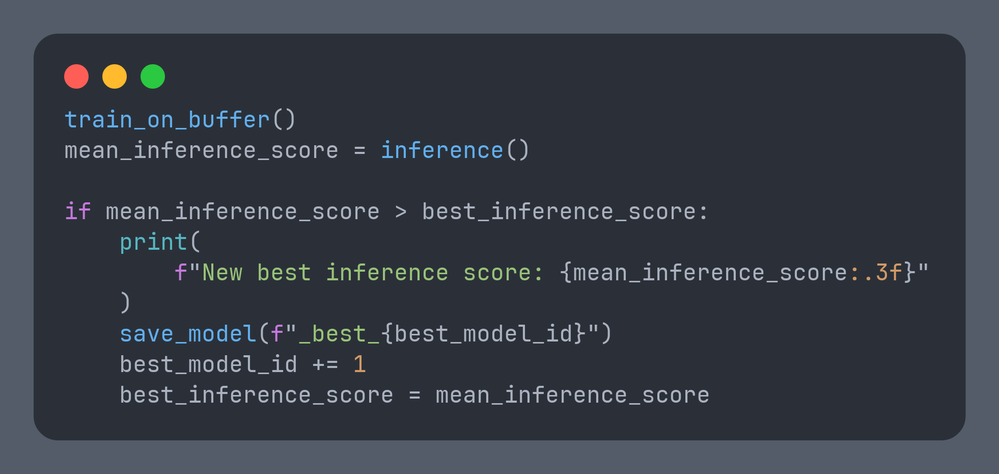 train_on_buffer()
mean_inference_score = inference()

if mean_inference_score > best_inference_score:
    print(
        f"New best inference score: {mean_inference_score:.3f}"
    )
    save_model(f"_best_{best_model_id}")
    best_model_id += 1
    best_inference_score = mean_inference_score